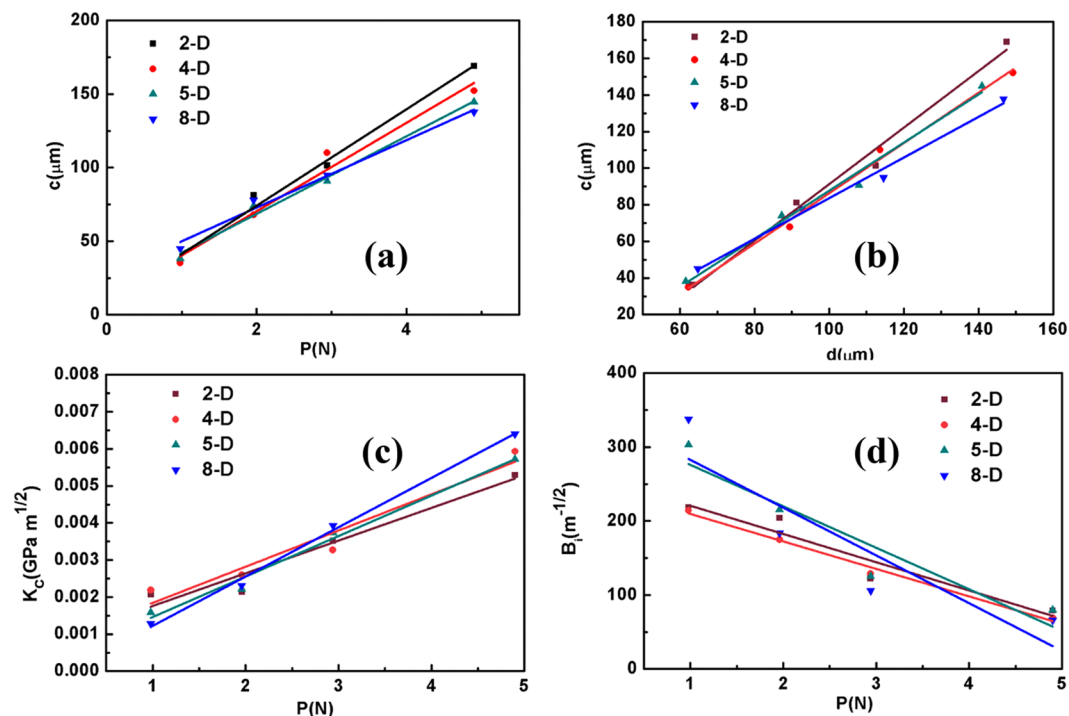 200
150
100
50
0
c(μm)
2-D
4-D
5-D
8-D
(a)
0
2
4
P(N)
180
160
140
120
100
80
60
40
20
c(μm)
2-D
4-D
5-D
8-D
(b)
60
80
100
120
140
160
d(μm)
0.008
0.007
0.006
0.005
0.004
0.003
0.002
0.001
0.000
K_C(GPa m^1/2)
2-D
4-D
5-D
8-D
(c)
1
2
3
4
5
P(N)
400
300
200
100
0
B_i(m^-1/2)
2-D
4-D
5-D
8-D
(d)
1
2
3
4
5
P(N)